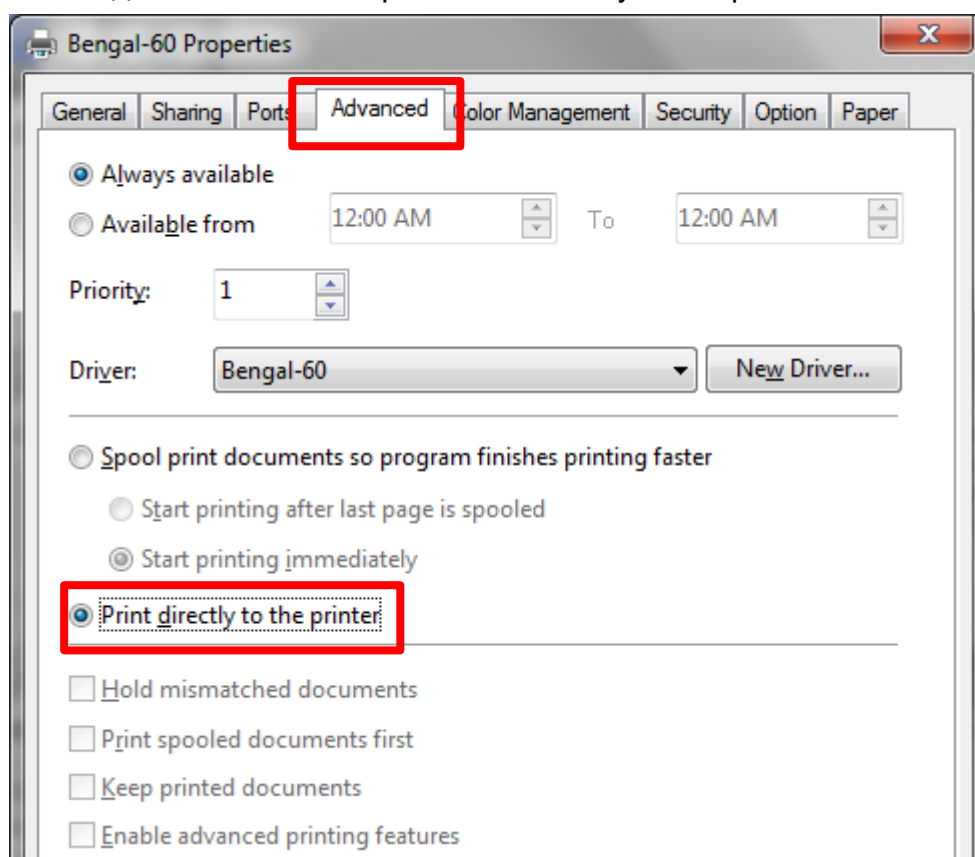 Bengal-60 Properties
General Sharing Ports Advanced Color Management Security Option Paper
Always available
Available from 12:00 AM To 12:00 AM
Priority: 1
Driver: Bengal-60 New Driver...
Spool print documents so program finishes printing faster
Start printing after last page is spooled
Start printing immediately
Print directly to the printer
Hold mismatched documents
Print spooled documents first
Keep printed documents
Enable advanced printing features